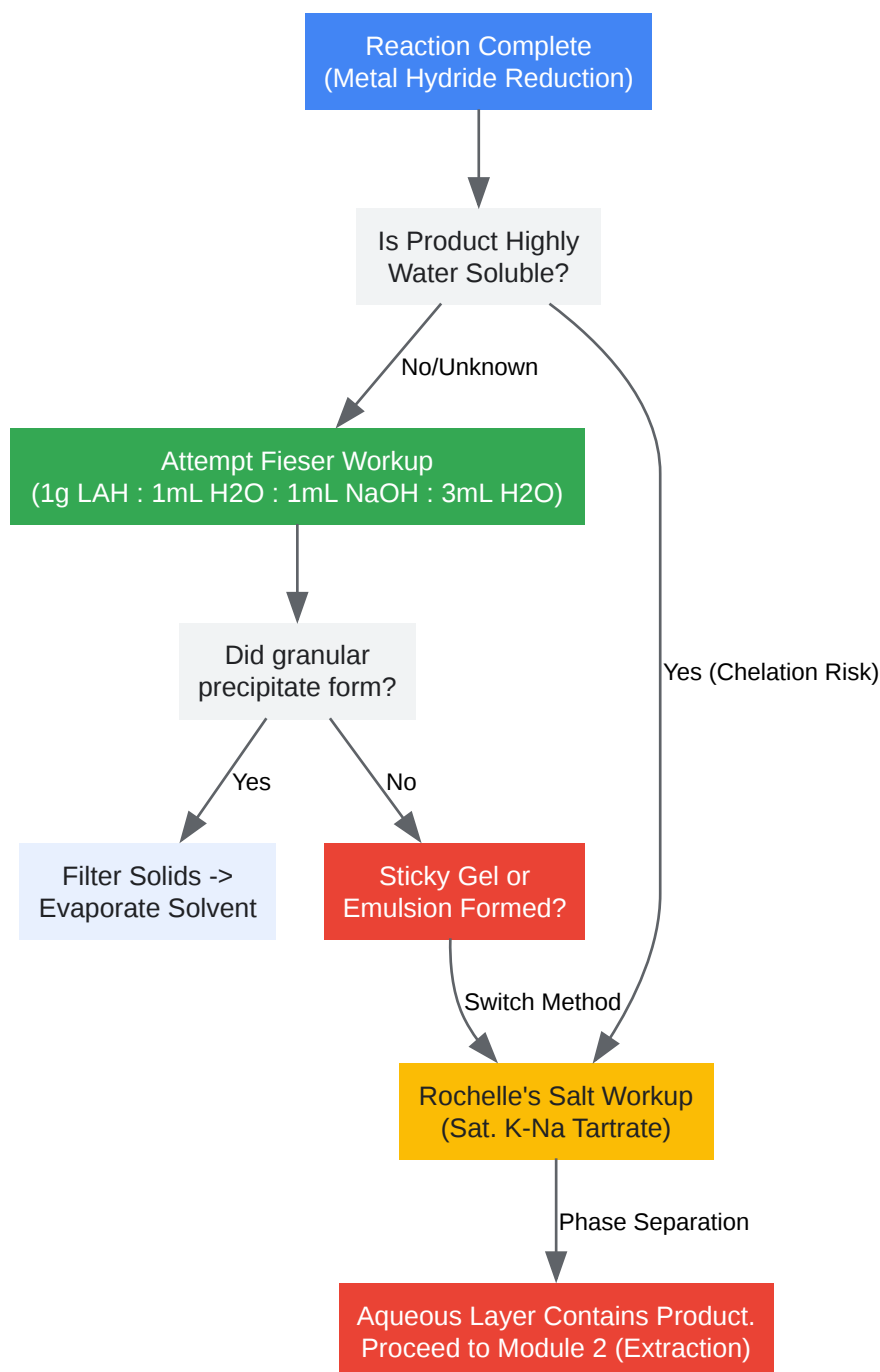 Reaction Complete
(Metal Hydride Reduction)
Is Product Highly
Water Soluble?
No/Unknown
Attempt Fieser Workup
(1g LAH : 1mL H2O : 1mL NaOH : 3mL H2O)
Did granular
precipitate form?
Yes (Chelation Risk)
Yes
No
Filter Solids ->
Evaporate Solvent
Sticky Gel or
Emulsion Formed?
Switch Method
Rochelle's Salt Workup
(Sat. K-Na Tartrate)
Phase Separation
Aqueous Layer Contains Product.
Proceed to Module 2 (Extraction)